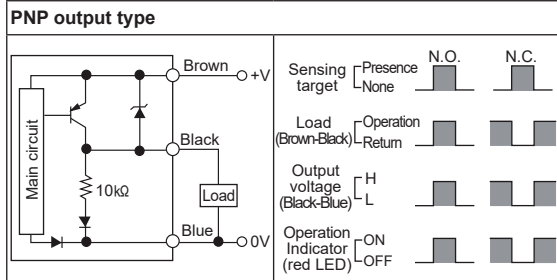 PNP output type
Main circuit
10kΩ
Brown
+V
Black
Load
Blue
0V
N.O.
N.C.
Sensing target
Presence
None
Load
(Brown-Black)
Operation
Return
Output
voltage
(Black-Blue)
H
L
Operation
Indicator
(red LED)
ON
OFF